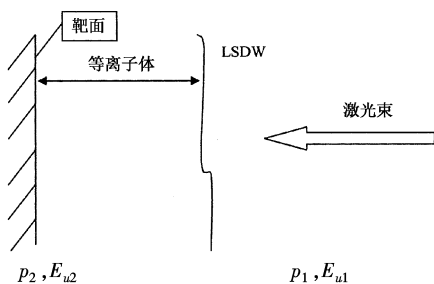 靶面
LSDW
等离子体
激光束
p₂ ,Eᵤ₂
p₁ ,Eᵤ₁